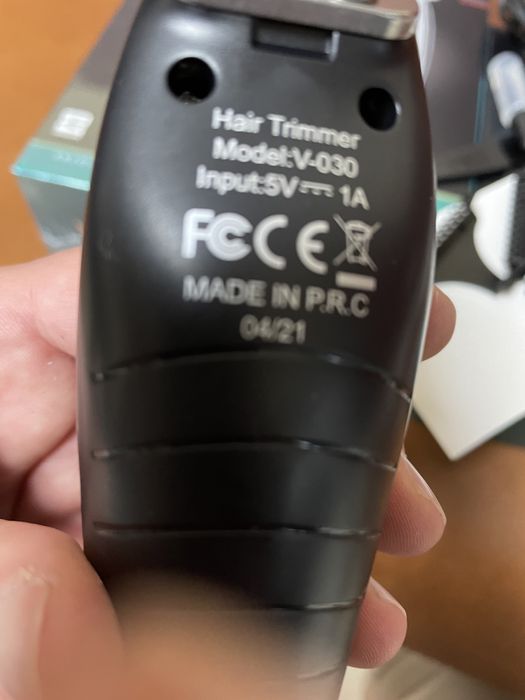 Hair Trimmer
Model:V-030
Input:5V⎓1A
FC CE
MADE IN P.R.C
04/21